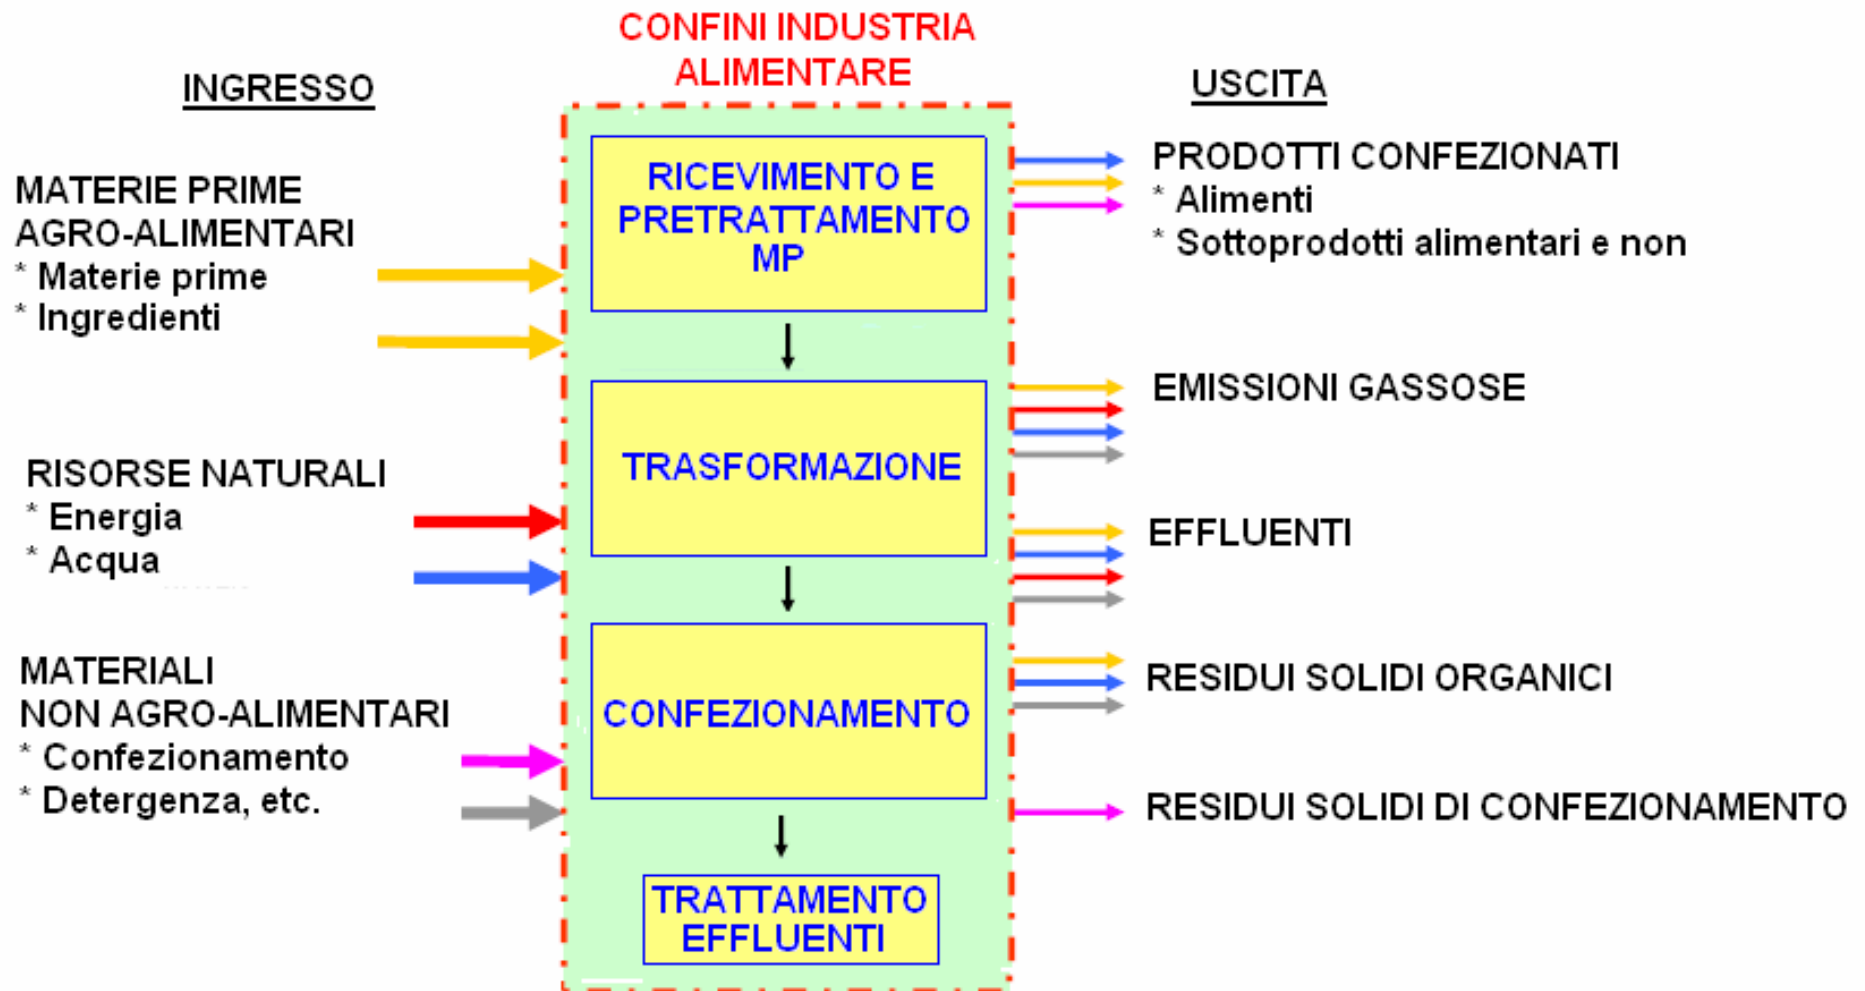 CONFINI INDUSTRIA
ALIMENTARE
INGRESSO
MATERIE PRIME
AGRO-ALIMENTARI
* Materie prime
* Ingredienti
RISORSE NATURALI
* Energia
* Acqua
MATERIALI
NON AGRO-ALIMENTARI
* Confezionamento
* Detergenza, etc.
RICEVIMENTO E
PRETRATTAMENTO
MP
TRASFORMAZIONE
CONFEZIONAMENTO
TRATTAMENTO
EFFLUENTI
USCITA
PRODOTTI CONFEZIONATI
* Alimenti
* Sottoprodotti alimentari e non
EMISSIONI GASSOSE
EFFLUENTI
RESIDUI SOLIDI ORGANICI
RESIDUI SOLIDI DI CONFEZIONAMENTO